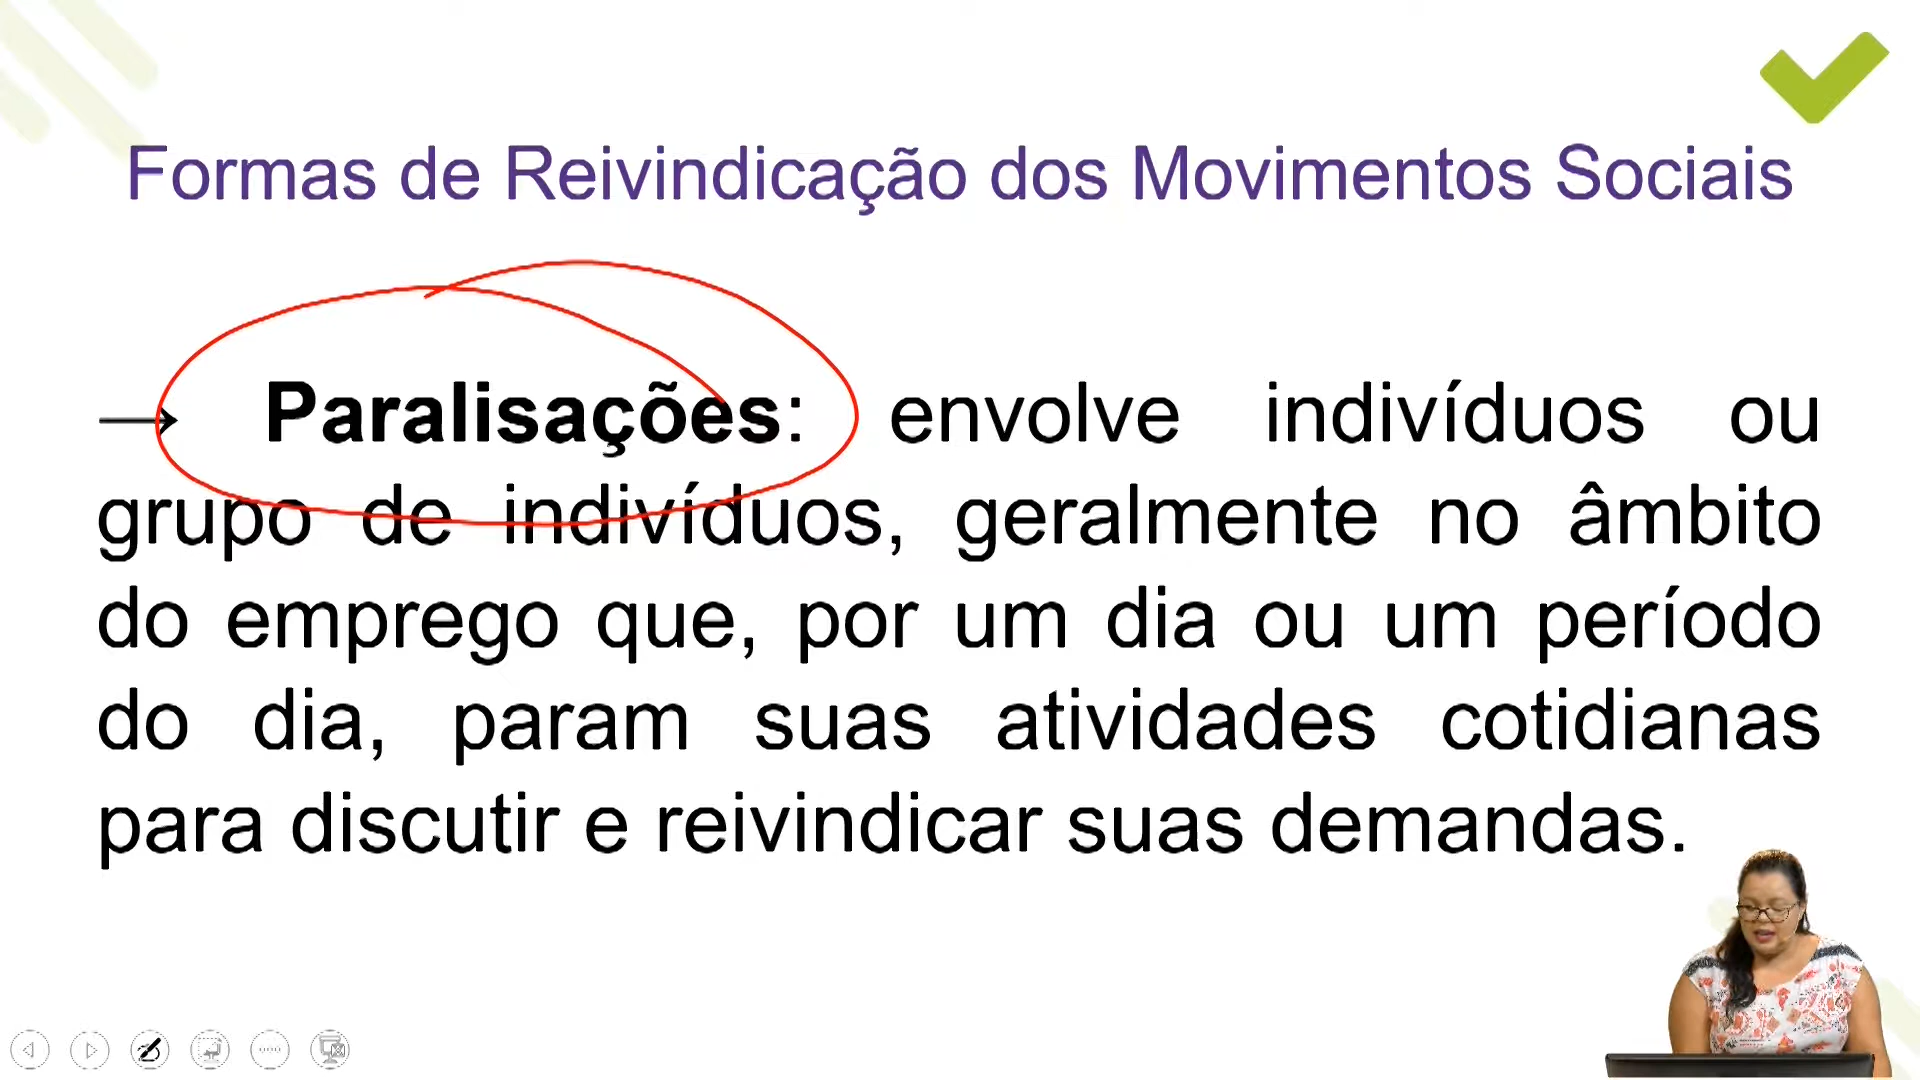 Formas de Reivindicação dos Movimentos Sociais
→ Paralisações: envolve indivíduos ou
grupo de indivíduos, geralmente no âmbito
do emprego que, por um dia ou um período
do dia, param suas atividades cotidianas
para discutir e reivindicar suas demandas.